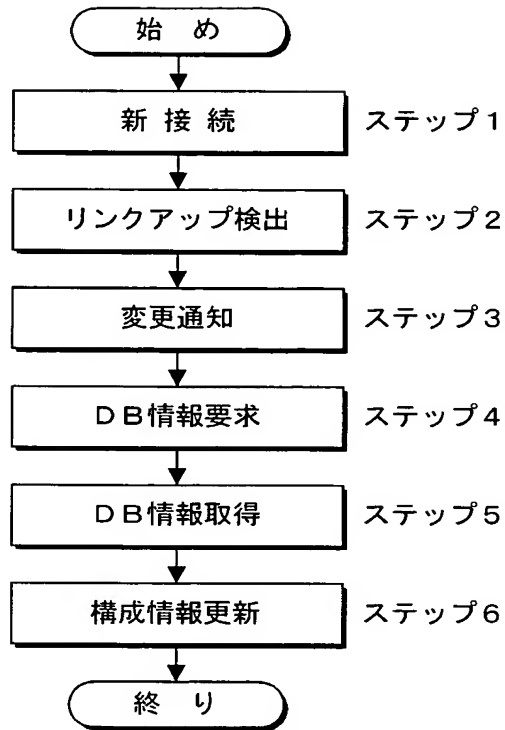 始 め
新 接 続 ステップ1
リンクアップ検出 ステップ2
変更通知 ステップ3
DB情報要求 ステップ4
DB情報取得 ステップ5
構成情報更新 ステップ6
終 り